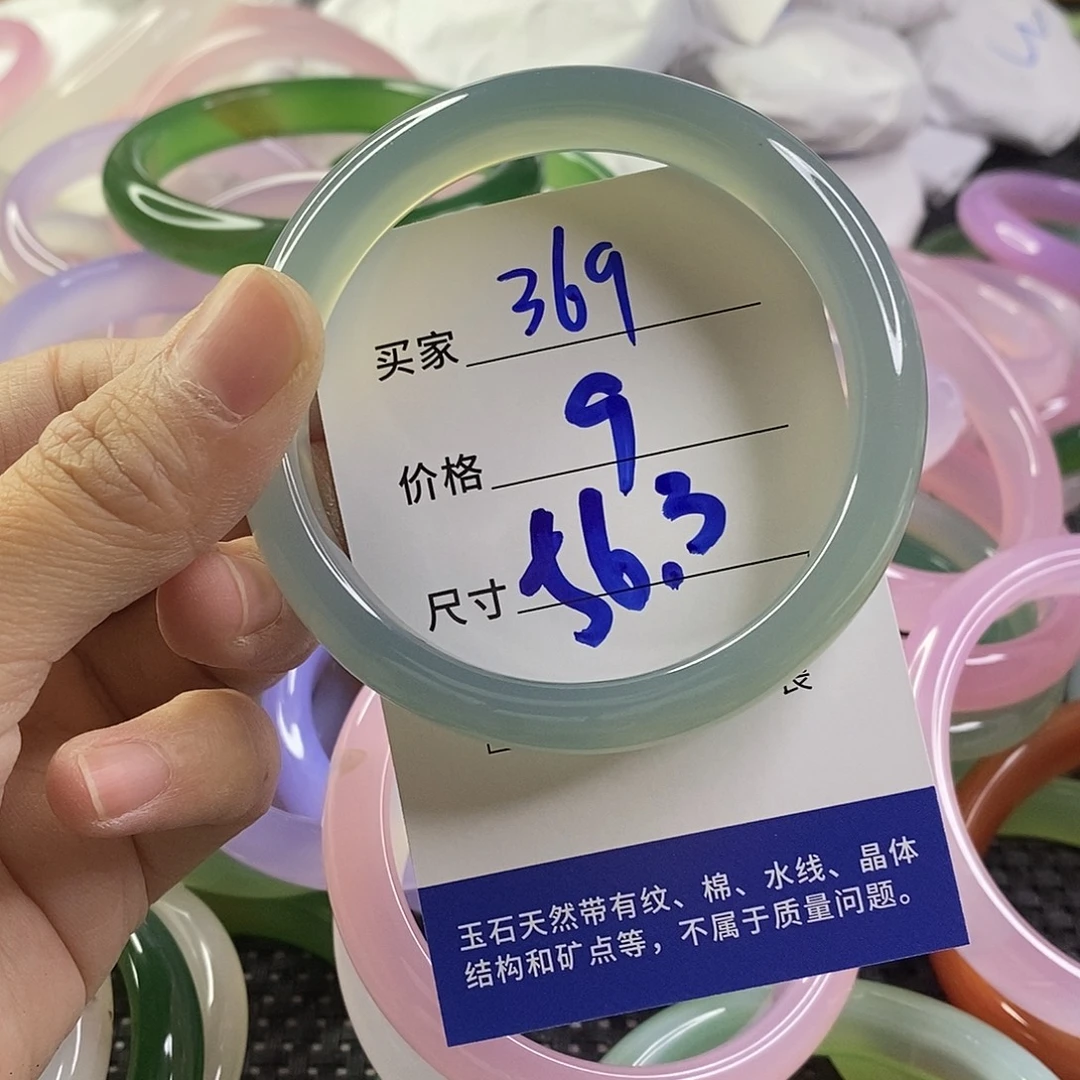 买家 369
价格 9
尺寸 56.3
玉石天然带有纹、棉、水线、晶体
结构和矿点等，不属于质量问题。